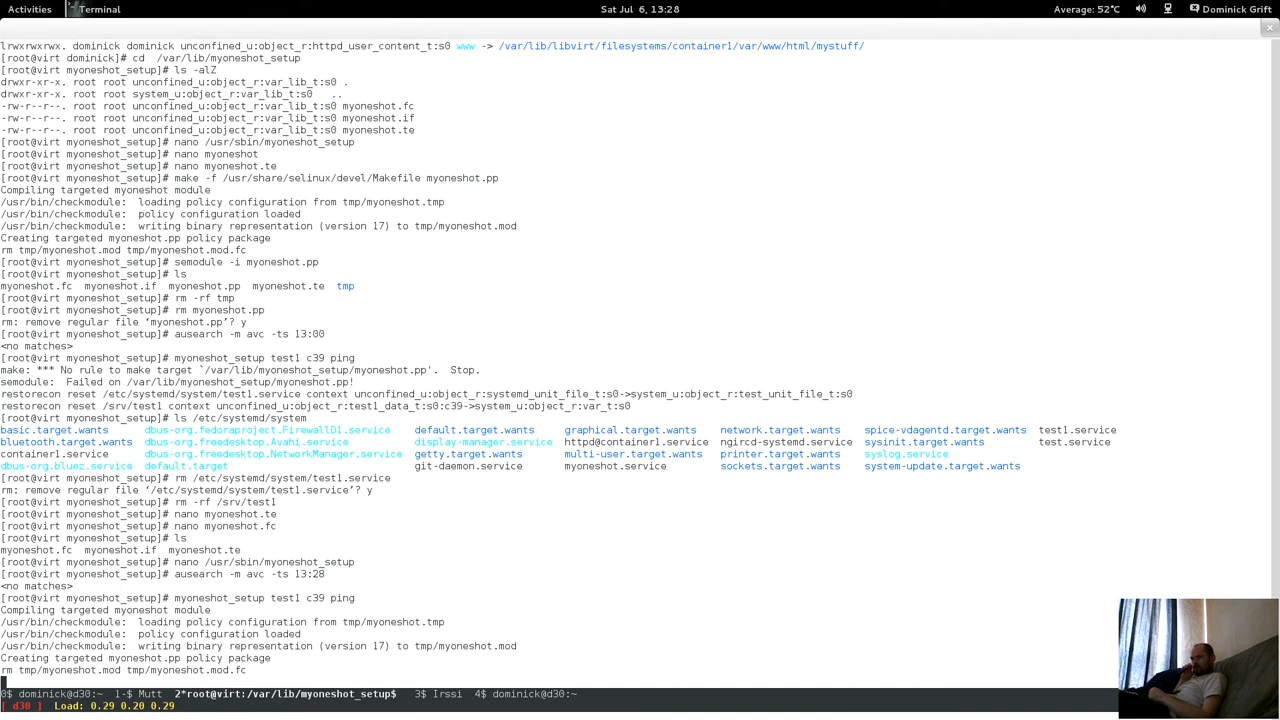 Activities Terminal Sat Jul 6, 13:28 Average: 52°C Dominick Grift
lrwxrwxrwx. dominick dominick unconfined_u:object_r:httpd_user_content_t:s0 www -> /var/lib/libvirt/filesystems/container1/var/www/html/mystuff/
[root@virt dominick]# cd  /var/lib/myoneshot_setup
[root@virt myoneshot_setup]# ls -alZ
drwxr-xr-x. root root unconfined_u:object_r:var_lib_t:s0 .
drwxr-xr-x. root root system_u:object_r:var_lib_t:s0   ..
-rw-r--r--. root root unconfined_u:object_r:var_lib_t:s0 myoneshot.fc
-rw-r--r--. root root unconfined_u:object_r:var_lib_t:s0 myoneshot.if
-rw-r--r--. root root unconfined_u:object_r:var_lib_t:s0 myoneshot.te
[root@virt myoneshot_setup]# nano /usr/sbin/myoneshot_setup
[root@virt myoneshot_setup]# nano myoneshot
[root@virt myoneshot_setup]# nano myoneshot.te
[root@virt myoneshot_setup]# make -f /usr/share/selinux/devel/Makefile myoneshot.pp
Compiling targeted myoneshot module
/usr/bin/checkmodule:  loading policy configuration from tmp/myoneshot.tmp
/usr/bin/checkmodule:  policy configuration loaded
/usr/bin/checkmodule:  writing binary representation (version 17) to tmp/myoneshot.mod
Creating targeted myoneshot.pp policy package
rm tmp/myoneshot.mod tmp/myoneshot.mod.fc
[root@virt myoneshot_setup]# semodule -i myoneshot.pp
[root@virt myoneshot_setup]# ls
myoneshot.fc  myoneshot.if  myoneshot.pp  myoneshot.te  tmp
[root@virt myoneshot_setup]# rm -rf tmp
[root@virt myoneshot_setup]# rm myoneshot.pp
rm: remove regular file ‘myoneshot.pp’? y
[root@virt myoneshot_setup]# ausearch -m avc -ts 13:00
<no matches>
[root@virt myoneshot_setup]# myoneshot_setup test1 c39 ping
make: *** No rule to make target `/var/lib/myoneshot_setup/myoneshot.pp'.  Stop.
semodule:  Failed on /var/lib/myoneshot_setup/myoneshot.pp!
restorecon reset /etc/systemd/system/test1.service context unconfined_u:object_r:systemd_unit_file_t:s0->system_u:object_r:test_unit_file_t:s0
restorecon reset /srv/test1 context unconfined_u:object_r:test1_data_t:s0:c39->system_u:object_r:var_t:s0
[root@virt myoneshot_setup]# ls /etc/systemd/system
basic.target.wants dbus-org.fedoraproject.FirewallD1.service default.target.wants graphical.target.wants network.target.wants spice-vdagentd.target.wants test1.service
bluetooth.target.wants dbus-org.freedesktop.Avahi.service display-manager.service httpd@container1.service ngircd-systemd.service sysinit.target.wants test.service
container1.service dbus-org.freedesktop.NetworkManager.service getty.target.wants multi-user.target.wants printer.target.wants syslog.service
dbus-org.bluez.service default.target git-daemon.service myoneshot.service sockets.target.wants system-update.target.wants
[root@virt myoneshot_setup]# rm /etc/systemd/system/test1.service
rm: remove regular file ‘/etc/systemd/system/test1.service’? y
[root@virt myoneshot_setup]# rm -rf /srv/test1
[root@virt myoneshot_setup]# nano myoneshot.te
[root@virt myoneshot_setup]# nano myoneshot.fc
[root@virt myoneshot_setup]# ls
myoneshot.fc  myoneshot.if  myoneshot.te
[root@virt myoneshot_setup]# nano /usr/sbin/myoneshot_setup
[root@virt myoneshot_setup]# ausearch -m avc -ts 13:28
<no matches>
[root@virt myoneshot_setup]# myoneshot_setup test1 c39 ping
Compiling targeted myoneshot module
/usr/bin/checkmodule:  loading policy configuration from tmp/myoneshot.tmp
/usr/bin/checkmodule:  policy configuration loaded
/usr/bin/checkmodule:  writing binary representation (version 17) to tmp/myoneshot.mod
Creating targeted myoneshot.pp policy package
rm tmp/myoneshot.mod tmp/myoneshot.mod.fc
0$ dominick@d30:~  1-$ Mutt  2*root@virt:/var/lib/myoneshot_setup$  3$ Irssi  4$ dominick@d30:~
[ d30 ]  Load: 0.29 0.20 0.29